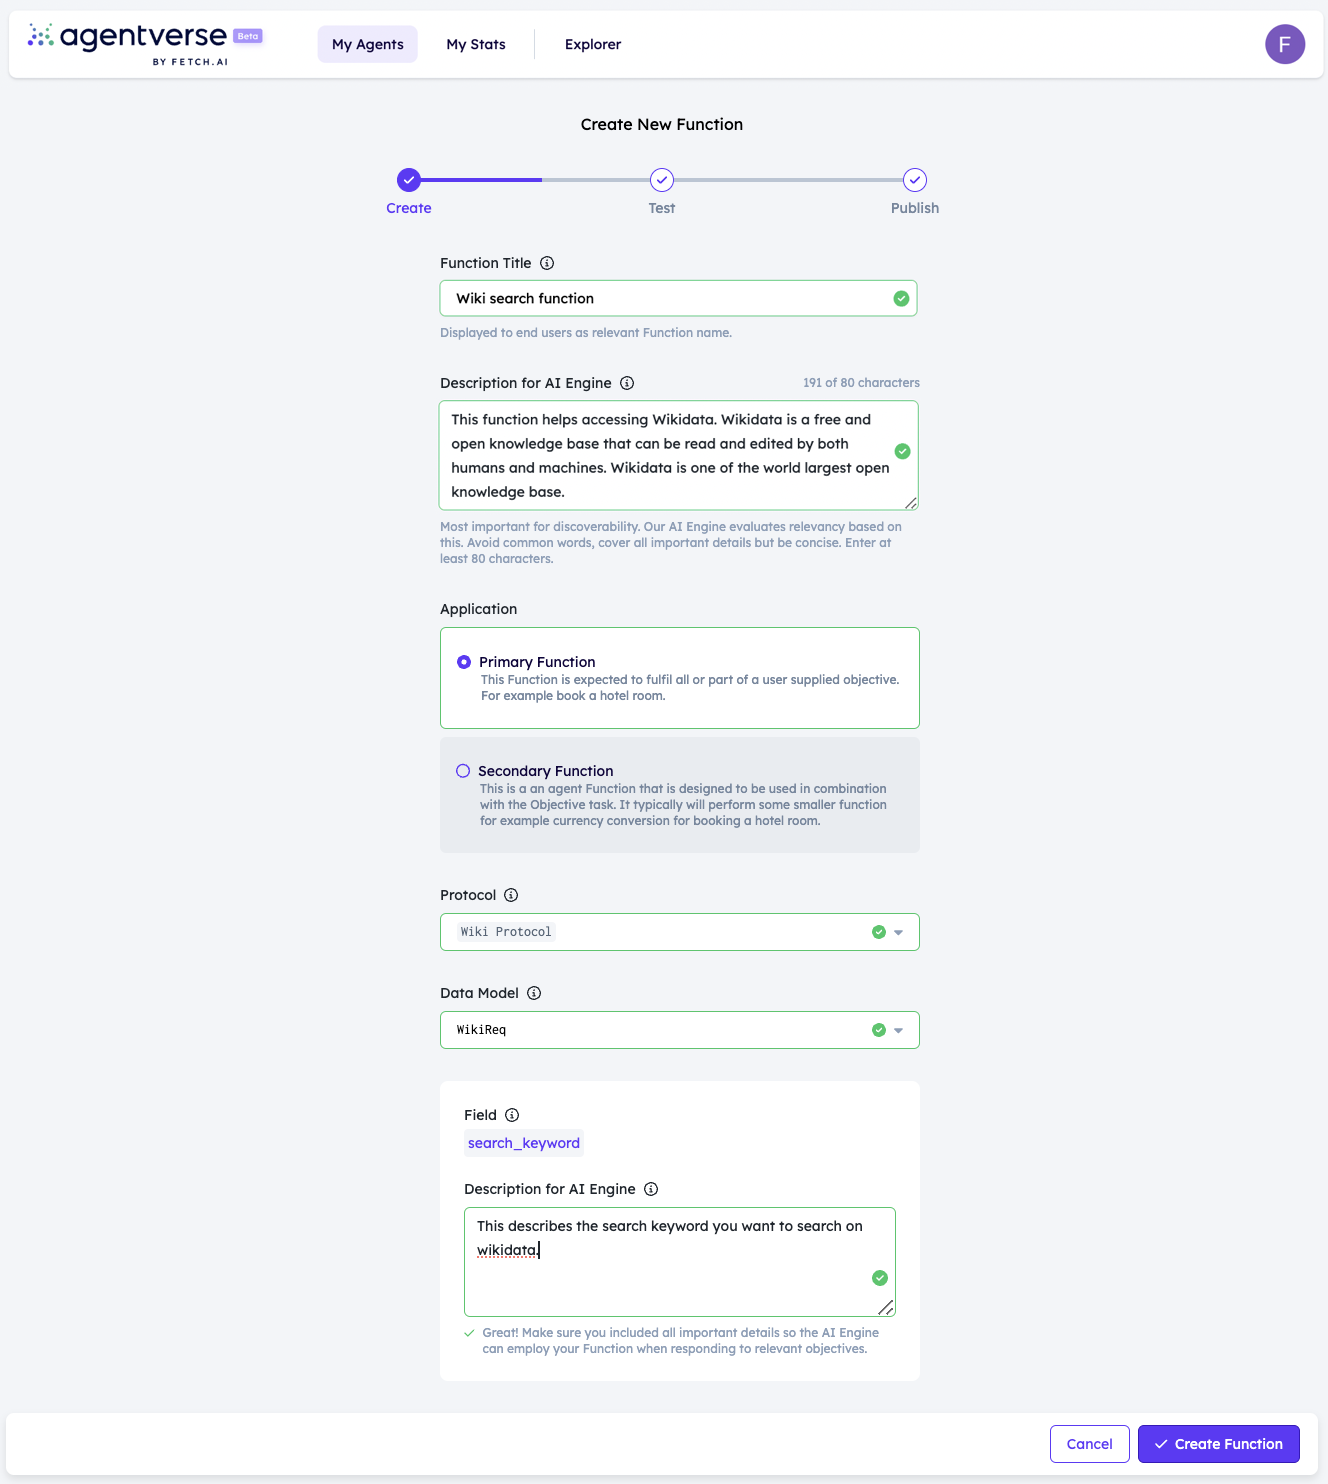 agentverse Beta
BY FETCH.AI
My Agents
My Stats
Explorer
F
Create New Function
Create
Test
Publish
Function Title
Wiki search function
Displayed to end users as relevant Function name.
Description for AI Engine
191 of 80 characters
This function helps accessing Wikidata. Wikidata is a free and
open knowledge base that can be read and edited by both
humans and machines. Wikidata is one of the world largest open
knowledge base.
Most important for discoverability. Our AI Engine evaluates relevancy based on
this. Avoid common words, cover all important details but be concise. Enter at
least 80 characters.
Application
Primary Function
This Function is expected to fulfil all or part of a user supplied objective.
For example book a hotel room.
Secondary Function
This is a an agent Function that is designed to be used in combination
with the Objective task. It typically will perform some smaller function
for example currency conversion for booking a hotel room.
Protocol
Wiki Protocol
Data Model
WikiReq
Field
search_keyword
Description for AI Engine
This describes the search keyword you want to search on
wikidata.
Great! Make sure you included all important details so the AI Engine
can employ your Function when responding to relevant objectives.
Cancel
Create Function